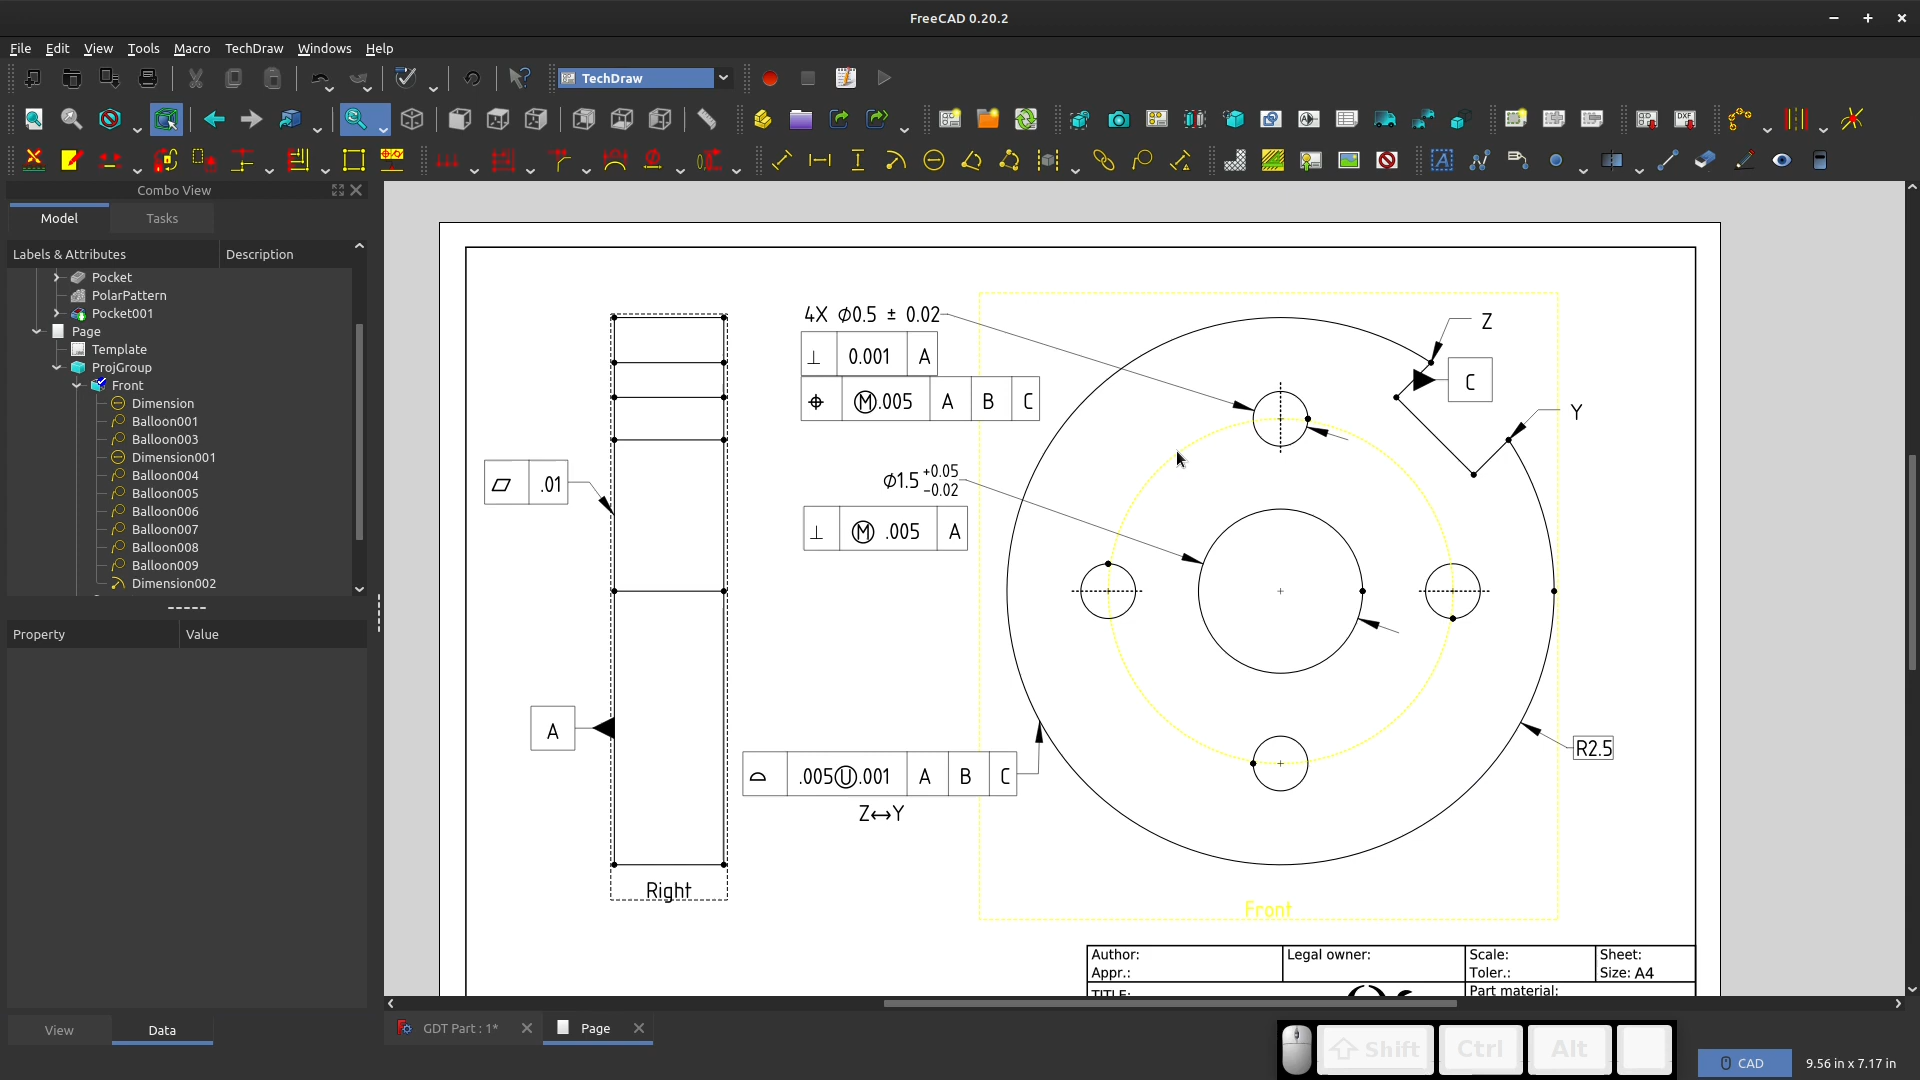 FreeCAD 0.20.2
File Edit View Tools Macro TechDraw Windows Help
TechDraw
Combo View
Model Tasks
Labels & Attributes Description
Pocket
PolarPattern
Pocket001
Page
Template
ProjGroup
Front
Dimension
Balloon001
Balloon003
Dimension001
Balloon004
Balloon005
Balloon006
Balloon007
Balloon008
Balloon009
Dimension002
Property Value
View Data
4X ∅0.5 ± 0.02
⊥ 0.001 A
⌖ Ⓜ.005 A B C
∅1.5 +0.05
-0.02
⊥ Ⓜ .005 A
▱ .01
A
⌓ .005Ⓤ.001 A B C
Z↔Y
Z
C
Y
R2.5
Right
Front
Author:
Appr.:
Legal owner:
Scale:
Toler.:
Sheet:
Size: A4
TITLE:
Part material:
GDT Part : 1*
Page
Shift Ctrl Alt
CAD
9.56 in x 7.17 in